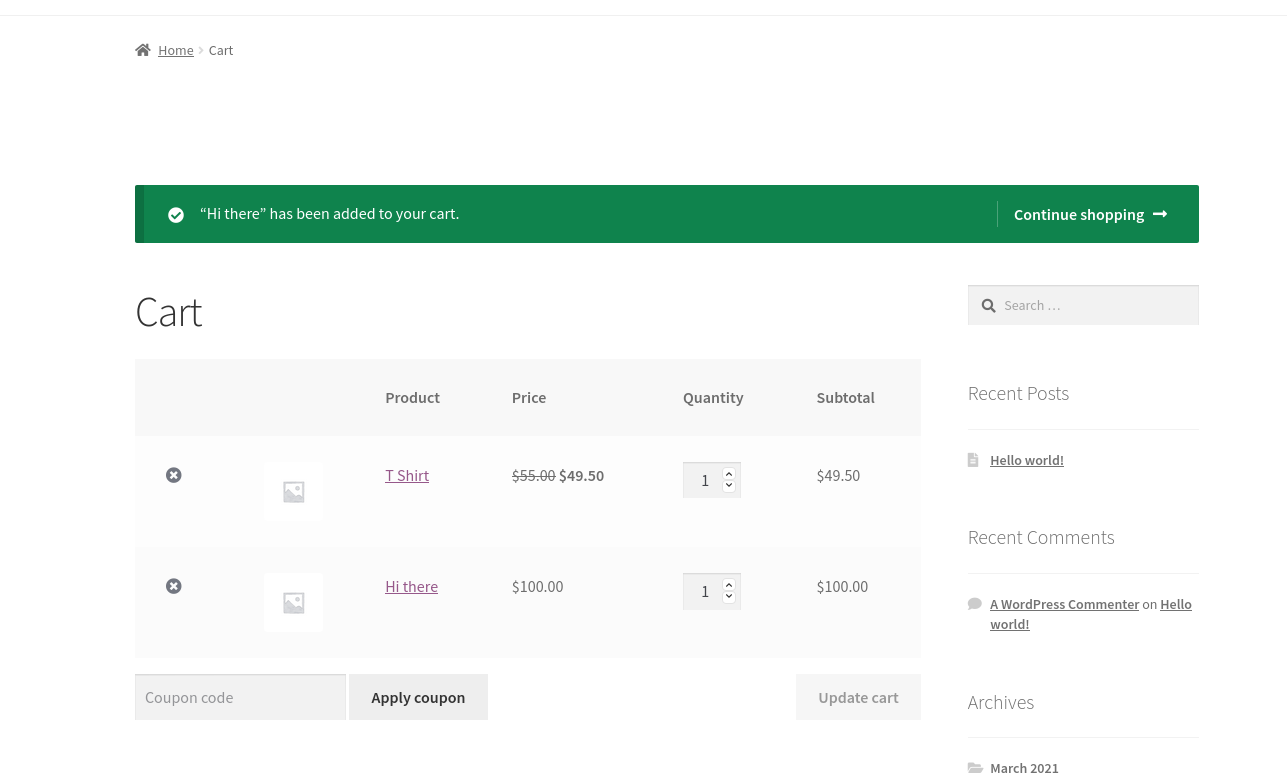 Home
Cart
“Hi there” has been added to your cart.
Continue shopping
Cart
Search …
Product Price Quantity Subtotal
T Shirt $55.00 $49.50 1 $49.50
Hi there $100.00 1 $100.00
Coupon code
Apply coupon
Update cart
Recent Posts
Hello world!
Recent Comments
A WordPress Commenter on Hello
world!
Archives
March 2021